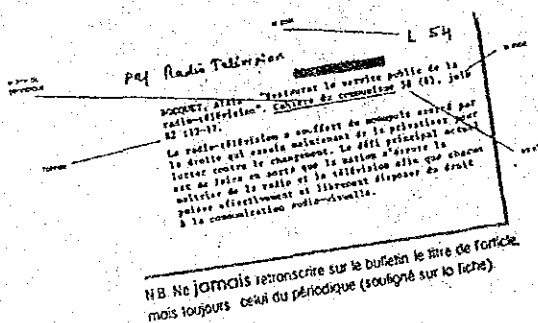 L 54
Radio Télévision
BOCQUET, Alain. "Restaurer le service public de la
radio-télévision". Cahiers du communisme 58 (6), juin
82 112-17.
La radio-télévision a souffert du monopole exercé par
la droite qui essaie maintenant de la privatiser pour
lutter contre le changement. Le défi principal actuel
est de faire en sorte que la nation s'assure la
maîtrise de la radio et la télévision afin que chacun
puisse effectivement et librement disposer du droit
à la communication audio-visuelle.
N.B. Ne jamais retranscrire sur le bulletin le titre de l'article,
mais toujours celui du périodique (souligné sur la fiche).